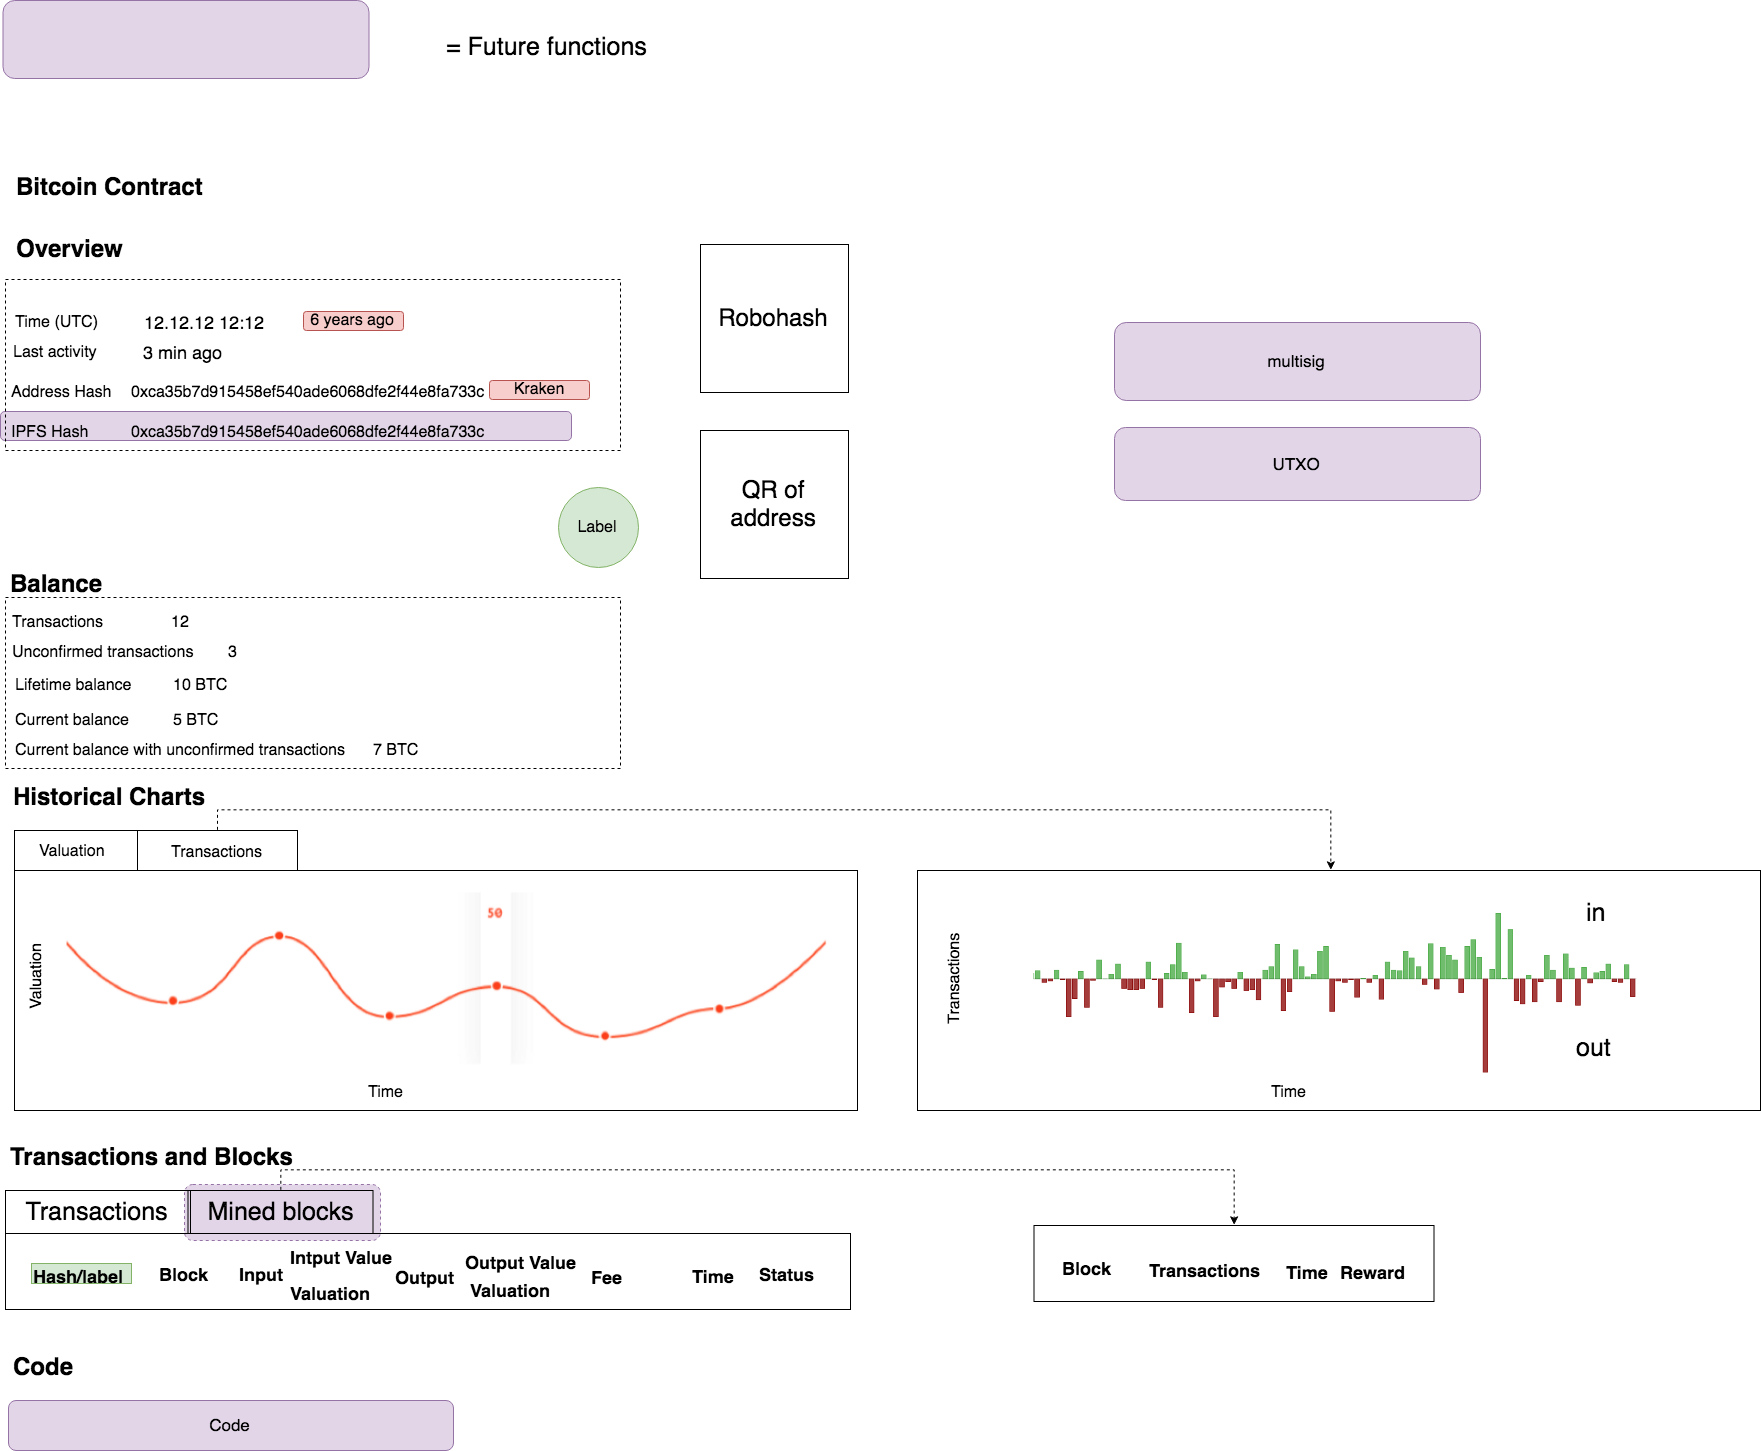 = Future functions
Bitcoin Contract
Overview
Time (UTC) 12.12.12 12:12 6 years ago
Last activity 3 min ago
Address Hash 0xca35b7d915458ef540ade6068dfe2f44e8fa733c Kraken
IPFS Hash 0xca35b7d915458ef540ade6068dfe2f44e8fa733c
Robohash
multisig
UTXO
QR of
address
Label
Balance
Transactions 12
Unconfirmed transactions 3
Lifetime balance 10 BTC
Current balance 5 BTC
Current balance with unconfirmed transactions 7 BTC
Historical Charts
Valuation Transactions
50
Valuation
Time
in
Transactions
out
Time
Transactions and Blocks
Transactions Mined blocks
Hash/label Block Input Intput Value Valuation Output Output Value Valuation Fee Time Status
Block Transactions Time Reward
Code
Code